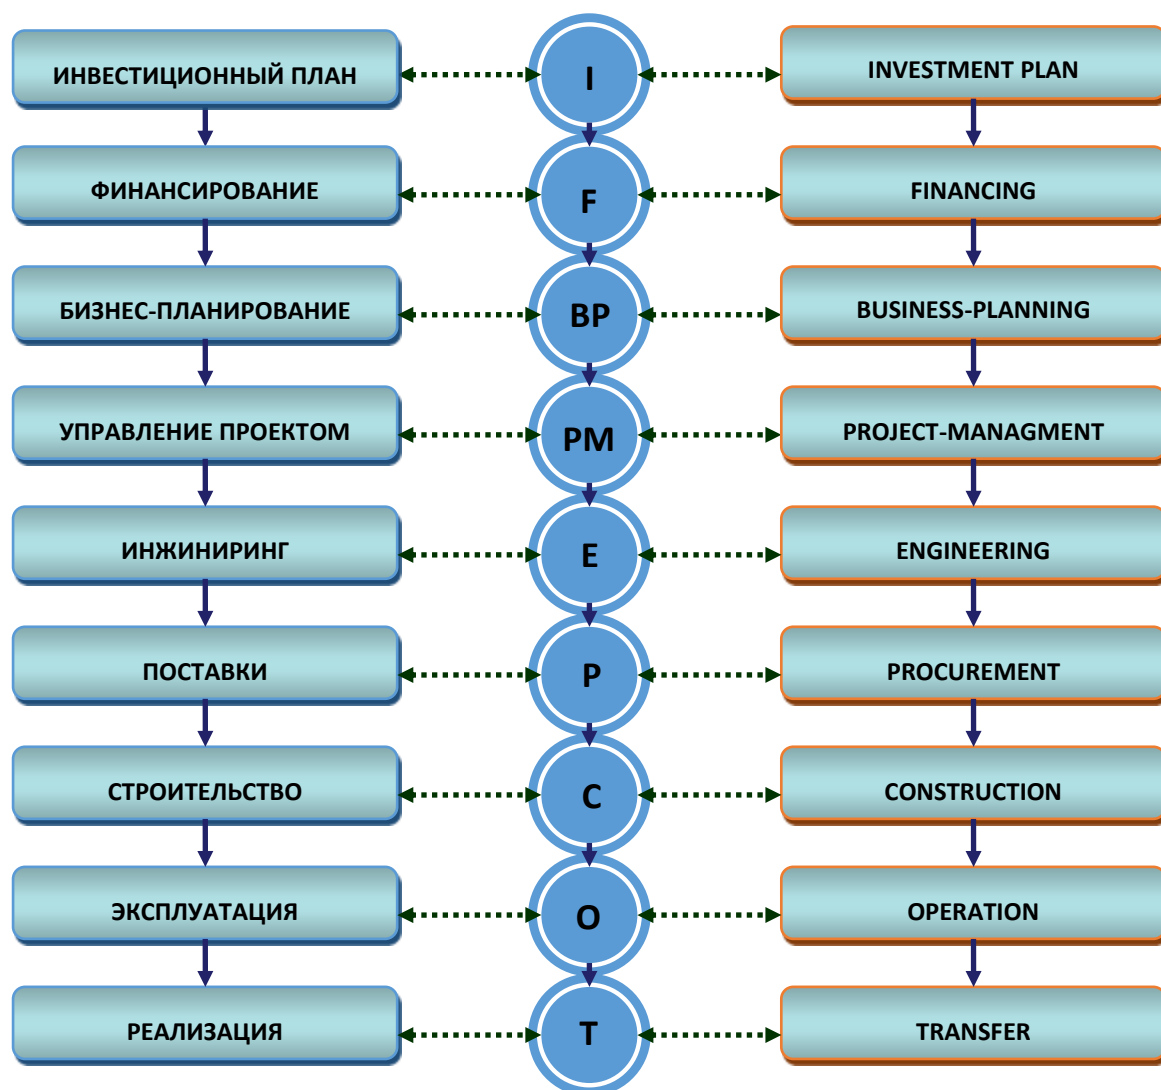 ИНВЕСТИЦИОННЫЙ ПЛАН
I
INVESTMENT PLAN
ФИНАНСИРОВАНИЕ
F
FINANCING
БИЗНЕС-ПЛАНИРОВАНИЕ
BP
BUSINESS-PLANNING
УПРАВЛЕНИЕ ПРОЕКТОМ
PM
PROJECT-MANAGMENT
ИНЖИНИРИНГ
E
ENGINEERING
ПОСТАВКИ
P
PROCUREMENT
СТРОИТЕЛЬСТВО
C
CONSTRUCTION
ЭКСПЛУАТАЦИЯ
O
OPERATION
РЕАЛИЗАЦИЯ
T
TRANSFER